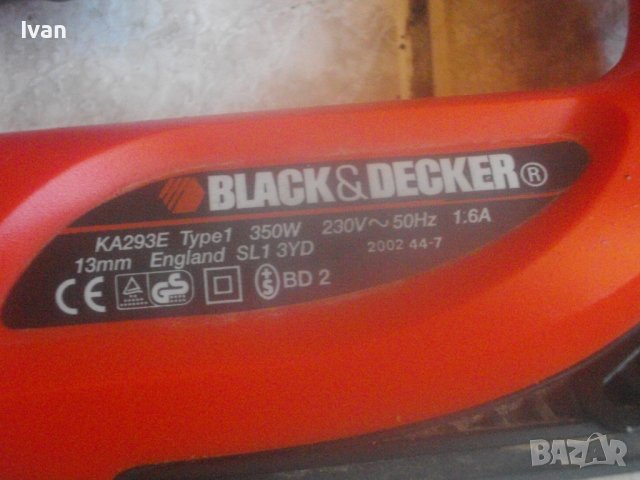 Ivan
BLACK&DECKER®
KA293E Type1 350W 230V~50Hz 1.6A
13mm England SL1 3YD 2002 44-7
CE GS S BD 2
BAZAR